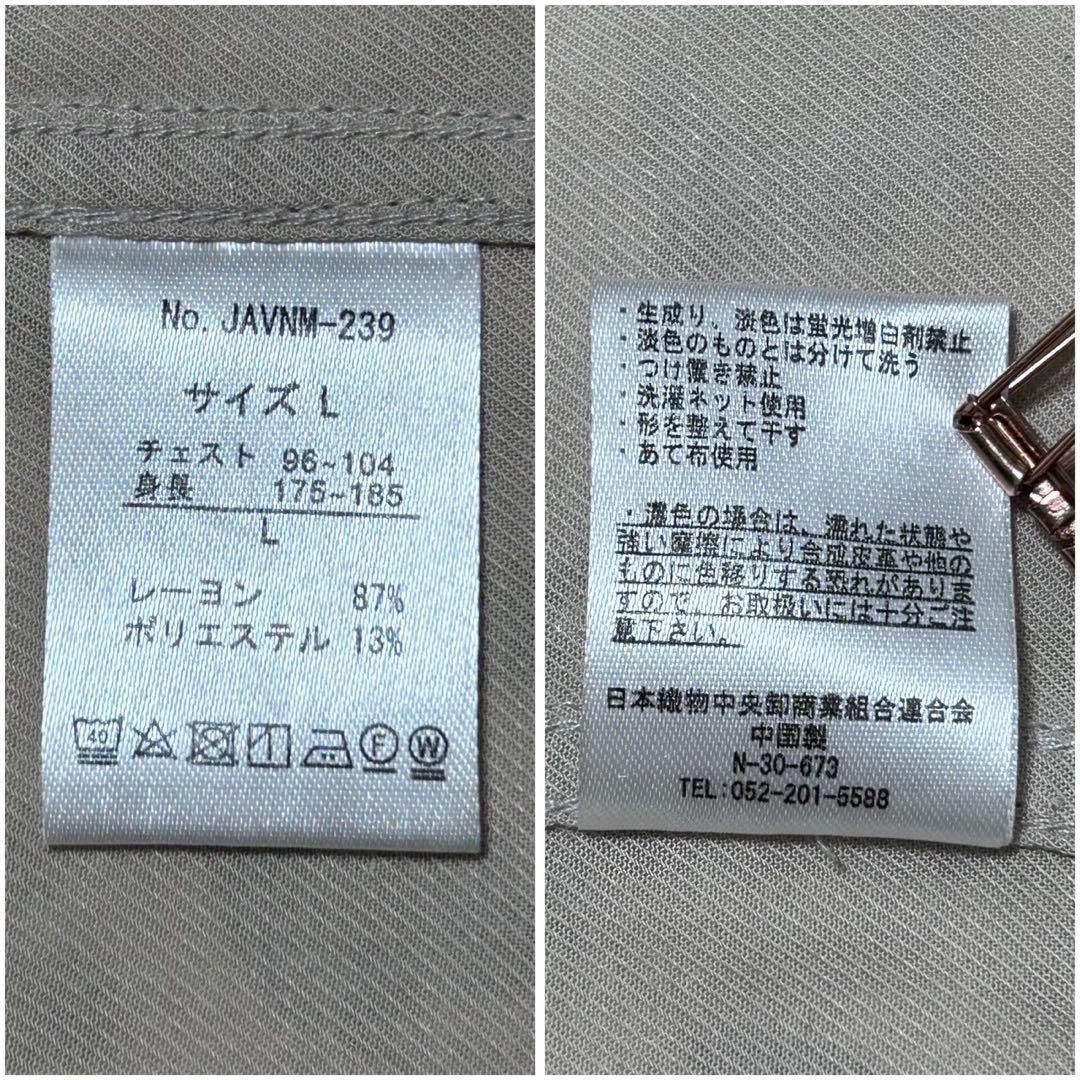 No. JAVNM-239
サイズ L
チェスト 96~104
身長 175~185
L
レーヨン 87%
ポリエステル 13%
40
F
W
・生成り、淡色は蛍光増白剤禁止
・淡色のものとは分けて洗う
・つけ置き禁止
・洗濯ネット使用
・形を整えて干す
・あて布使用
・濃色の場合は、濡れた状態や
強い摩擦により合成皮革や他の
ものに色移りする恐れがありま
すので、お取扱いには十分ご注
意下さい。
日本織物中央卸商業組合連合会
中国製
N-30-673
TEL:052-201-5588